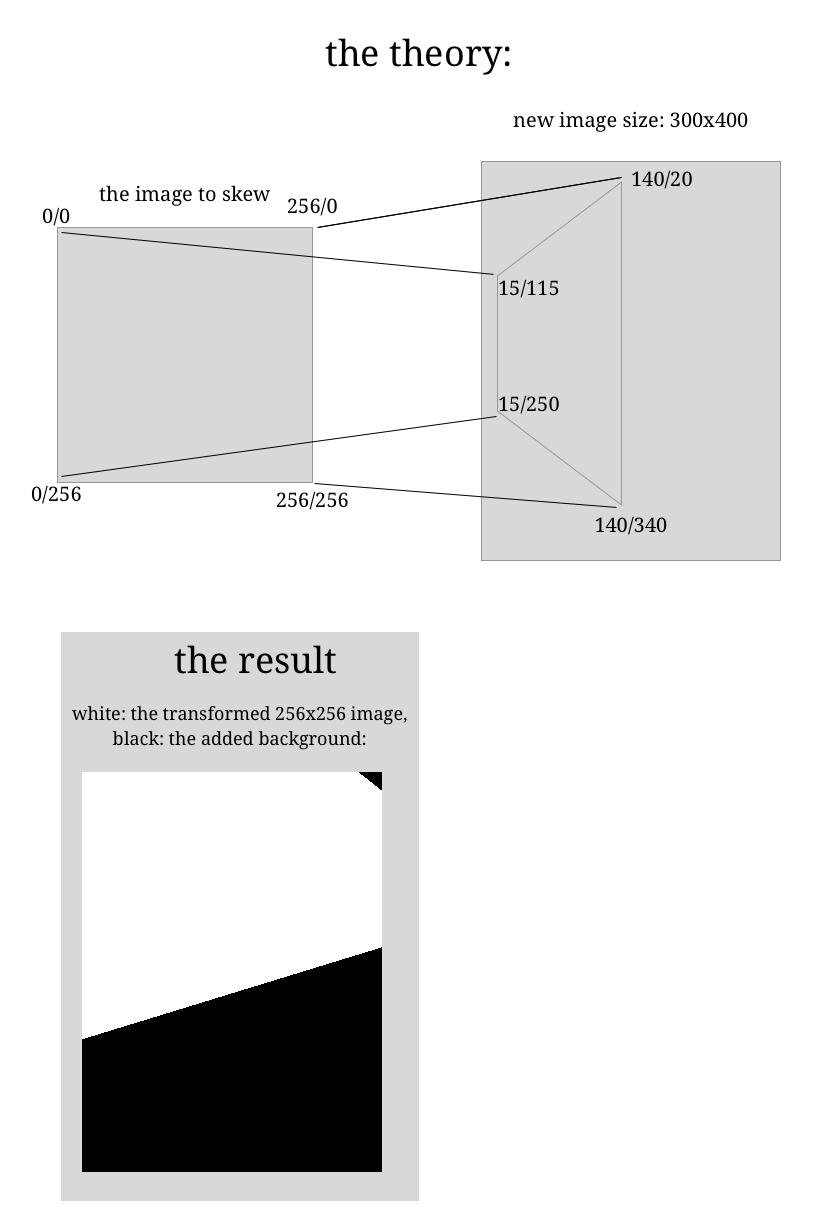 the theory:
new image size: 300x400
the image to skew
0/0
256/0
140/20
15/115
15/250
0/256
256/256
140/340
the result
white: the transformed 256x256 image,
black: the added background: